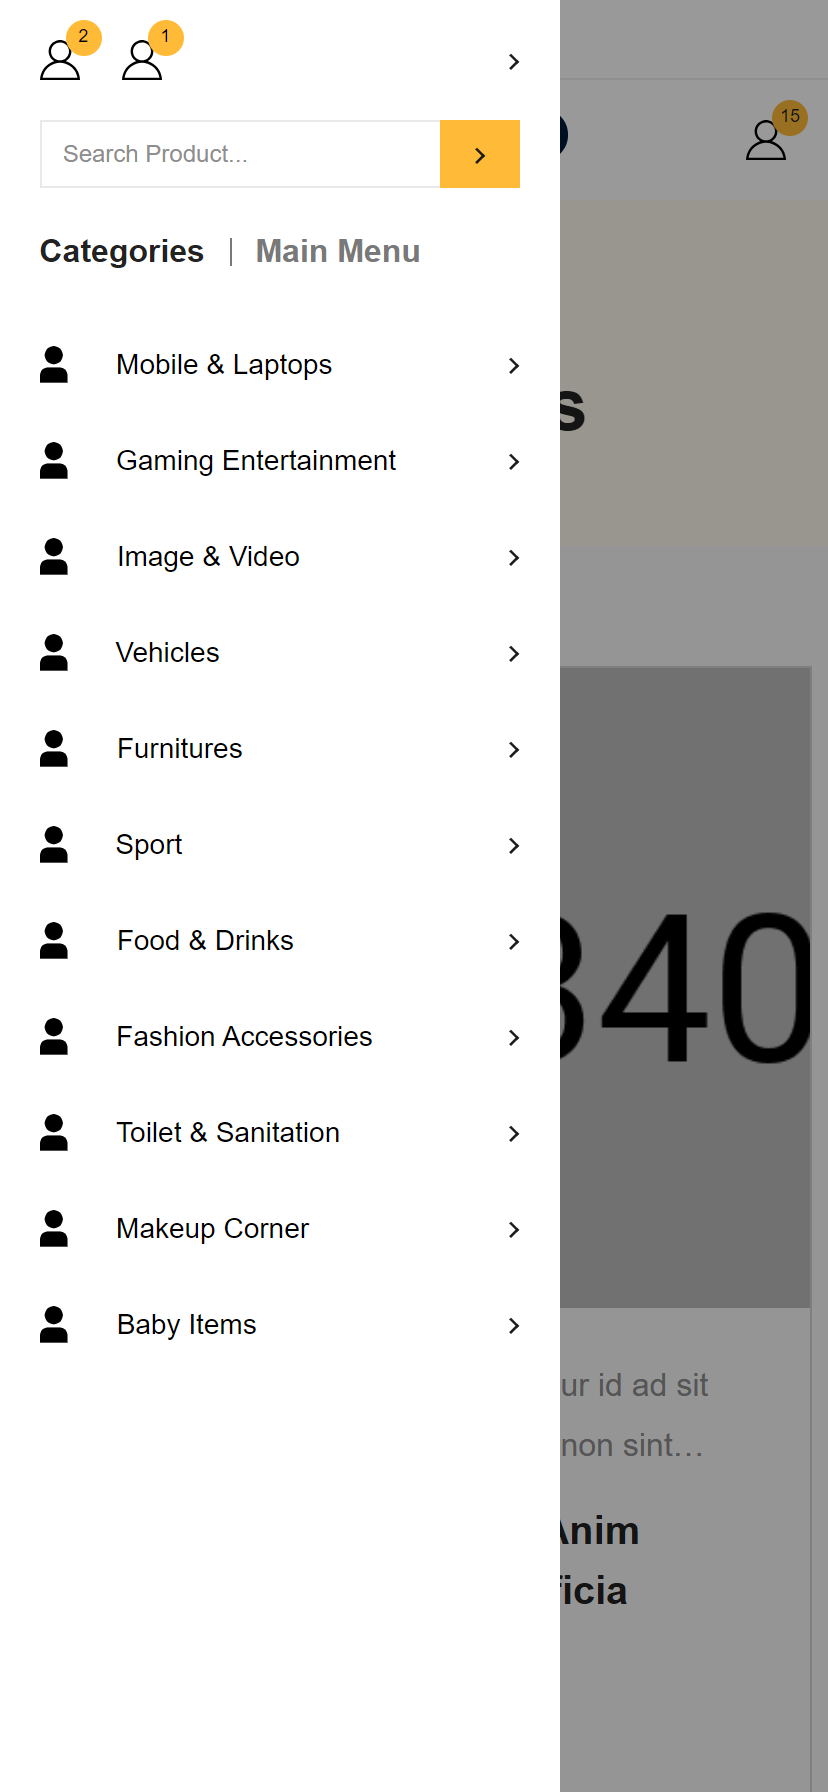 2
1
15
Search Product...
Categories | Main Menu
Mobile & Laptops
Gaming Entertainment
Image & Video
Vehicles
Furnitures
Sport
Food & Drinks
Fashion Accessories
Toilet & Sanitation
Makeup Corner
Baby Items
s
340
ur id ad sit
non sint…
Anim
ficia